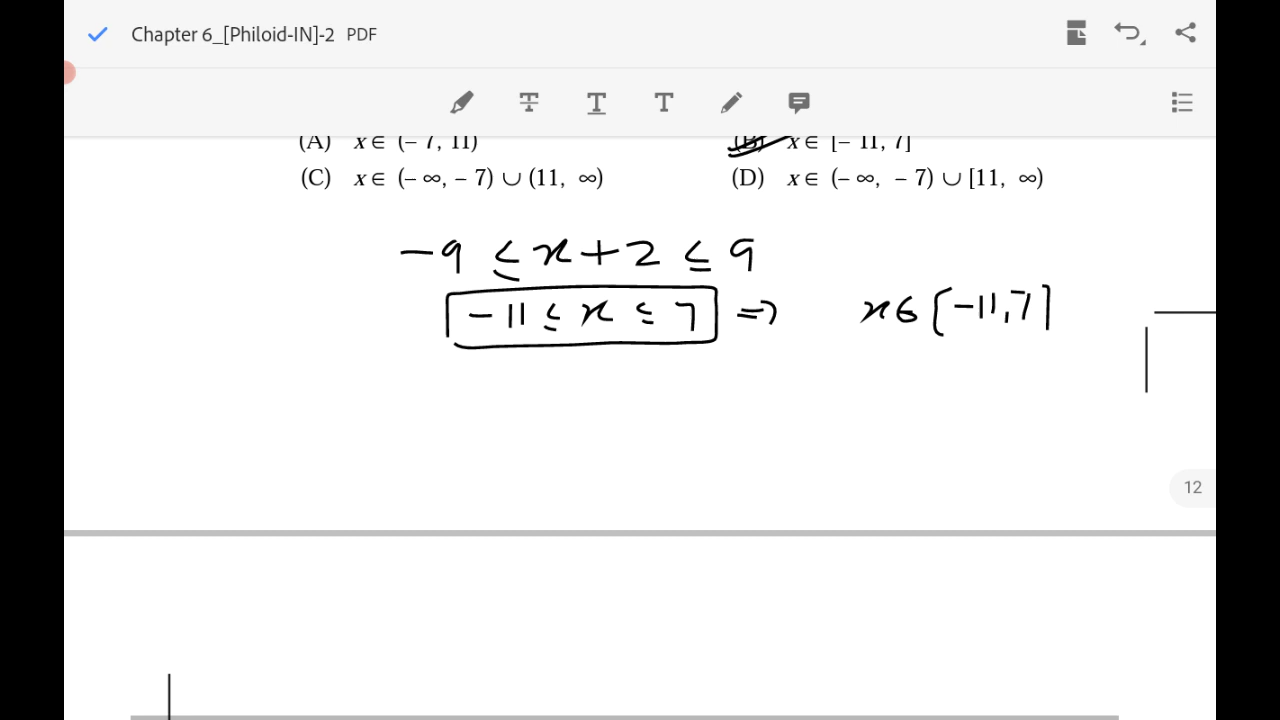 Chapter 6_[Philoid-IN]-2 PDF
(A) x ∈ (– 7, 11) (B) x ∈ [– 11, 7]
(C) x ∈ (– ∞, – 7) ∪ (11, ∞) (D) x ∈ (– ∞, – 7) ∪ [11, ∞)
-9 ≤ x + 2 ≤ 9
-11 ≤ x ≤ 7 ⇒ x ∈ [-11, 7]
12